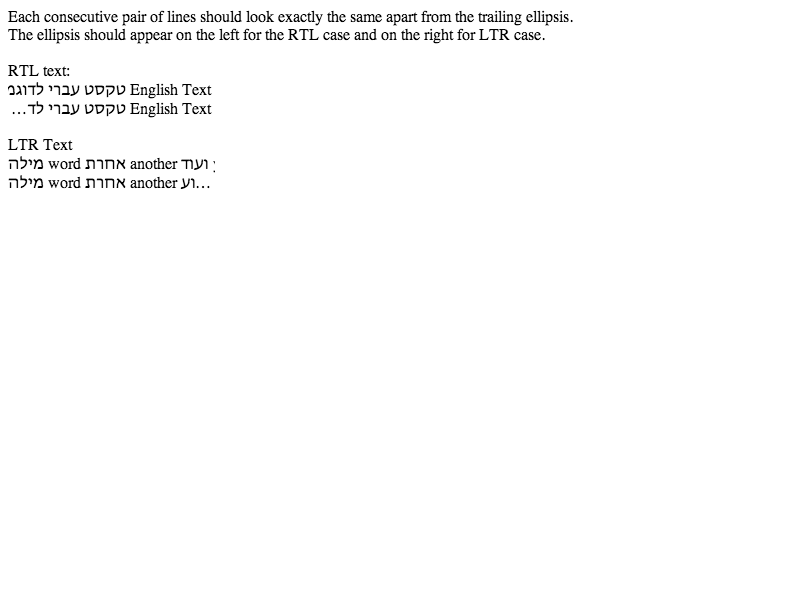 Each consecutive pair of lines should look exactly the same apart from the trailing ellipsis.
The ellipsis should appear on the left for the RTL case and on the right for LTR case.
RTL text:
English Text טקסט עברי לדוגמ
English Text טקסט עברי לד…
LTR Text
מילה word אחרת another ועוד
מילה word אחרת another וע…